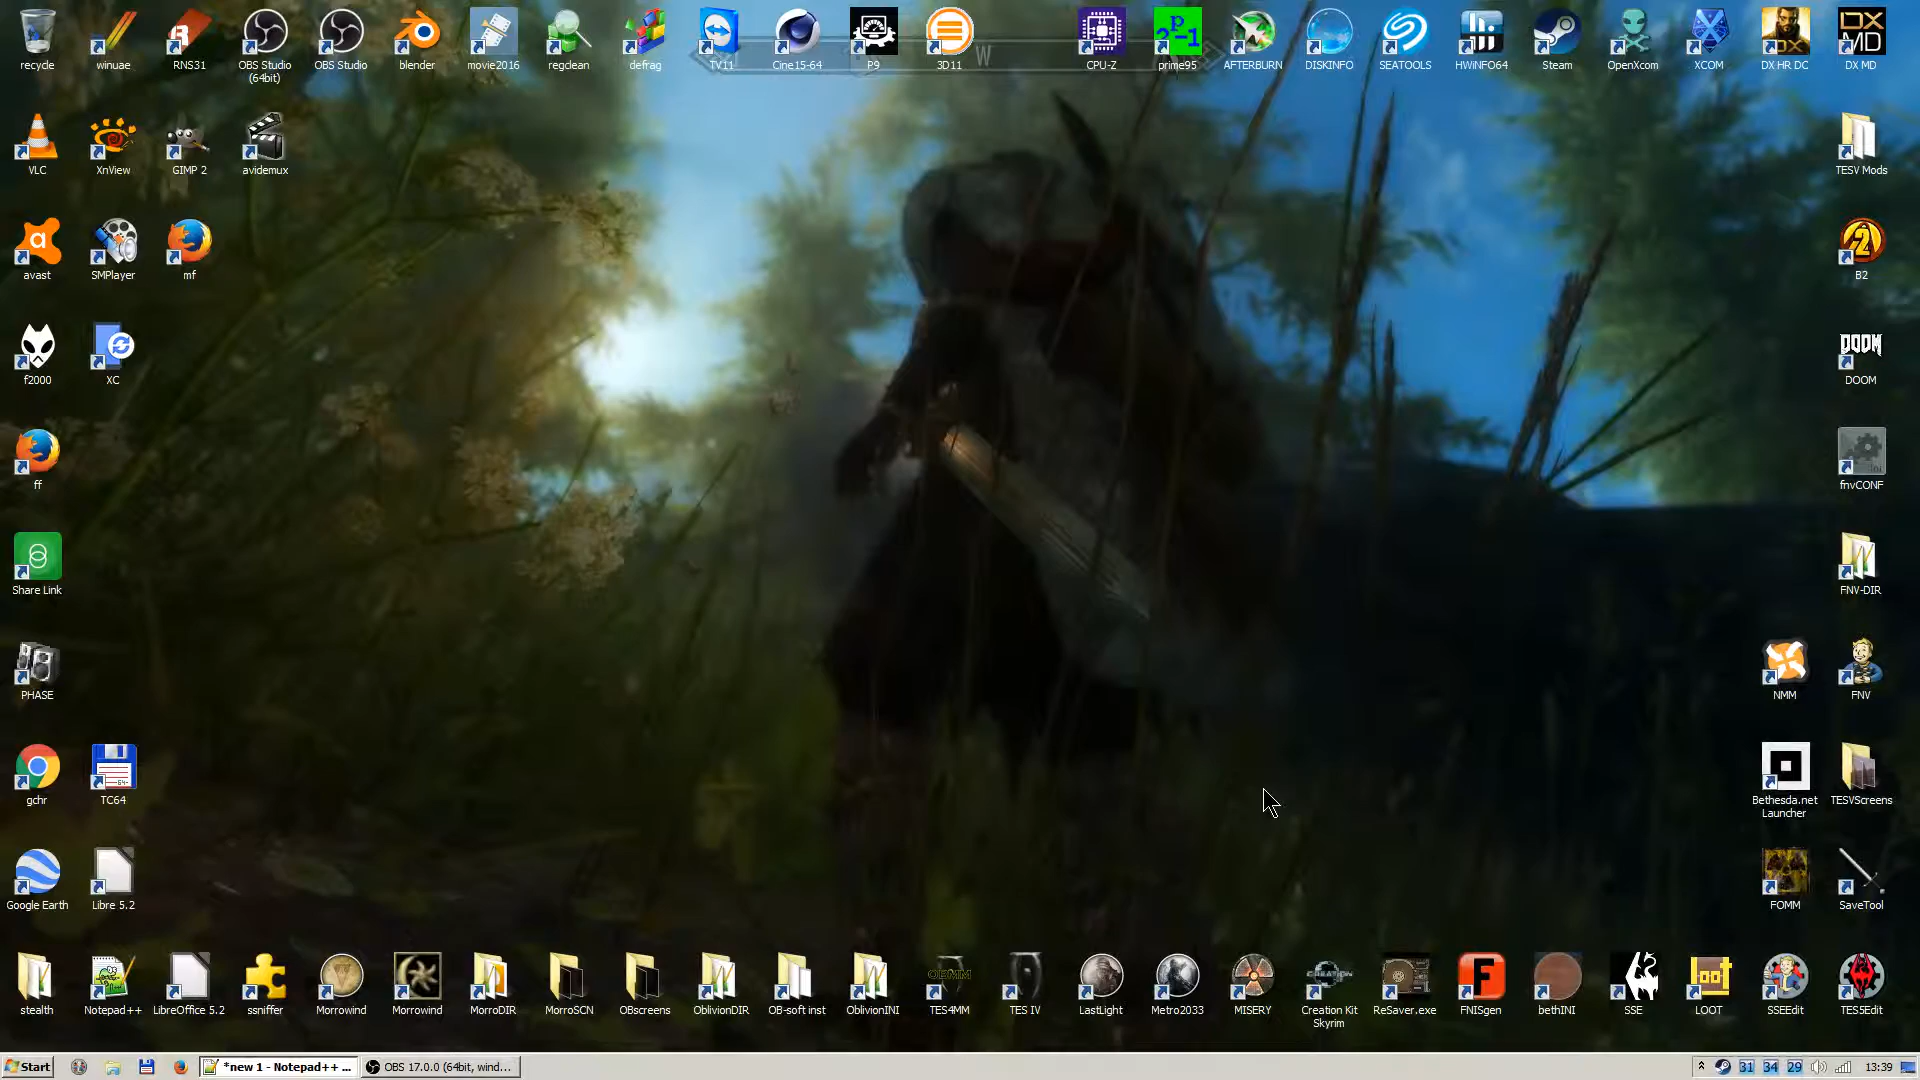 recycle
winuae
RNS31
OBS Studio
(64bit)
OBS Studio
blender
movie2016
regclean
defrag
TV11
Cine15-64
P9
3D11
W
CPU-Z
prime95
AFTERBURN
DISKINFO
SEATOOLS
HWiNFO64
Steam
OpenXcom
XCOM
DX HR DC
DX MD
VLC
XnView
GIMP 2
avidemux
TESV Mods
avast
SMPlayer
mf
B2
f2000
XC
DOOM
DOOM
ff
fnvCONF
Share Link
FNV-DIR
PHASE
NMM
FNV
gchr
TC64
Bethesda.net
Launcher
TESVScreens
Google Earth
Libre 5.2
FOMM
SaveTool
stealth
Notepad++
LibreOffice 5.2
ssniffer
Morrowind
Morrowind
MorroDIR
MorroSCN
OBscreens
OblivionDIR
OB-soft inst
OblivionINI
TES4MM
TES IV
LastLight
Metro2033
MISERY
Creation Kit
Skyrim
ReSaver.exe
FNISgen
bethINI
SSE
LOOT
SSEEdit
TES5Edit
Start
*new 1 - Notepad++ ...
OBS 17.0.0 (64bit, wind...
31 34 29
13:39